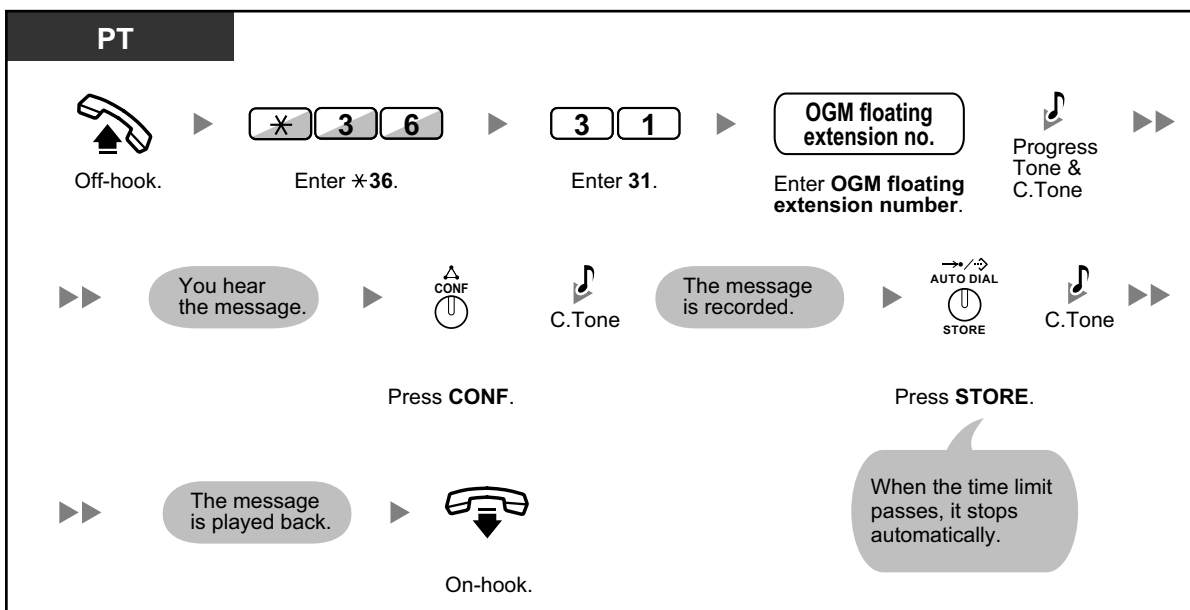 PT
✳ 3 6
3 1
OGM floating
extension no.
Off-hook.
Enter ✳36.
Enter 31.
Enter OGM floating
extension number.
Progress
Tone &
C.Tone
You hear
the message.
CONF
C.Tone
The message
is recorded.
AUTO DIAL
STORE
C.Tone
Press CONF.
Press STORE.
The message
is played back.
When the time limit
passes, it stops
automatically.
On-hook.